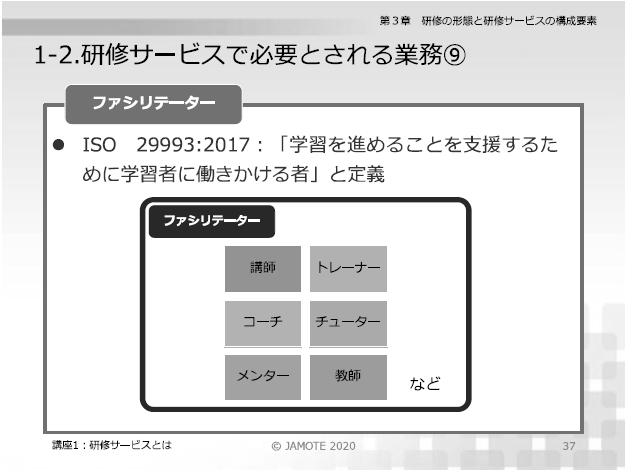 第３章　研修の形態と研修サービスの構成要素
1-2.研修サービスで必要とされる業務⑨
ファシリテーター
● ISO　29993:2017：「学習を進めることを支援するた
めに学習者に働きかける者」と定義
ファシリテーター
講師 トレーナー
コーチ チューター
メンター 教師
など
講座1：研修サービスとは © JAMOTE 2020 37